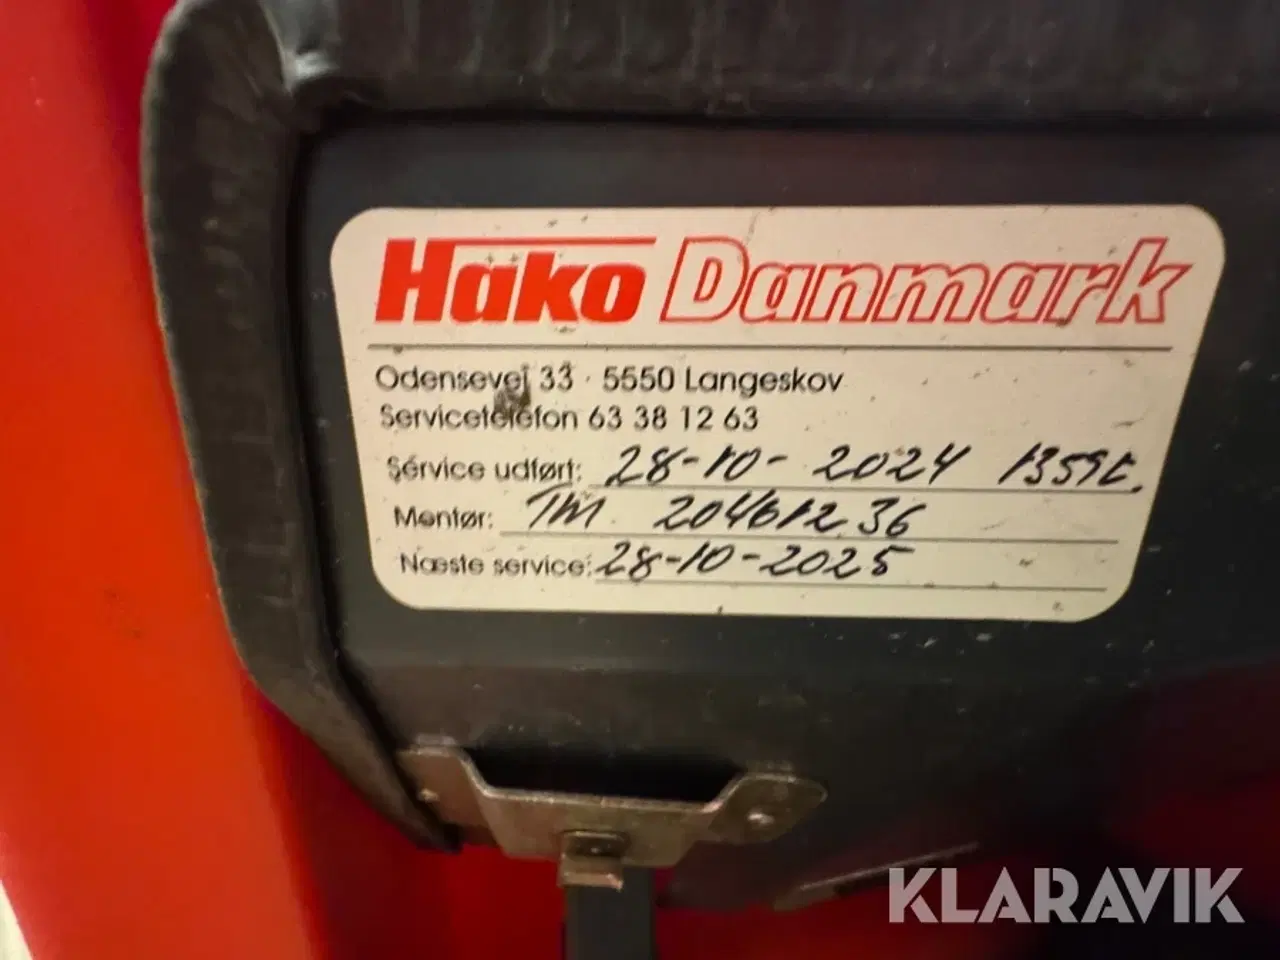 Hako Danmark
Odensevej 33 · 5550 Langeskov
Servicetelefon 63 38 12 63
Service udført: 28-10-2024 1359t.
Montør: TM 20461236
Næste service: 28-10-2025
KLARAVIK